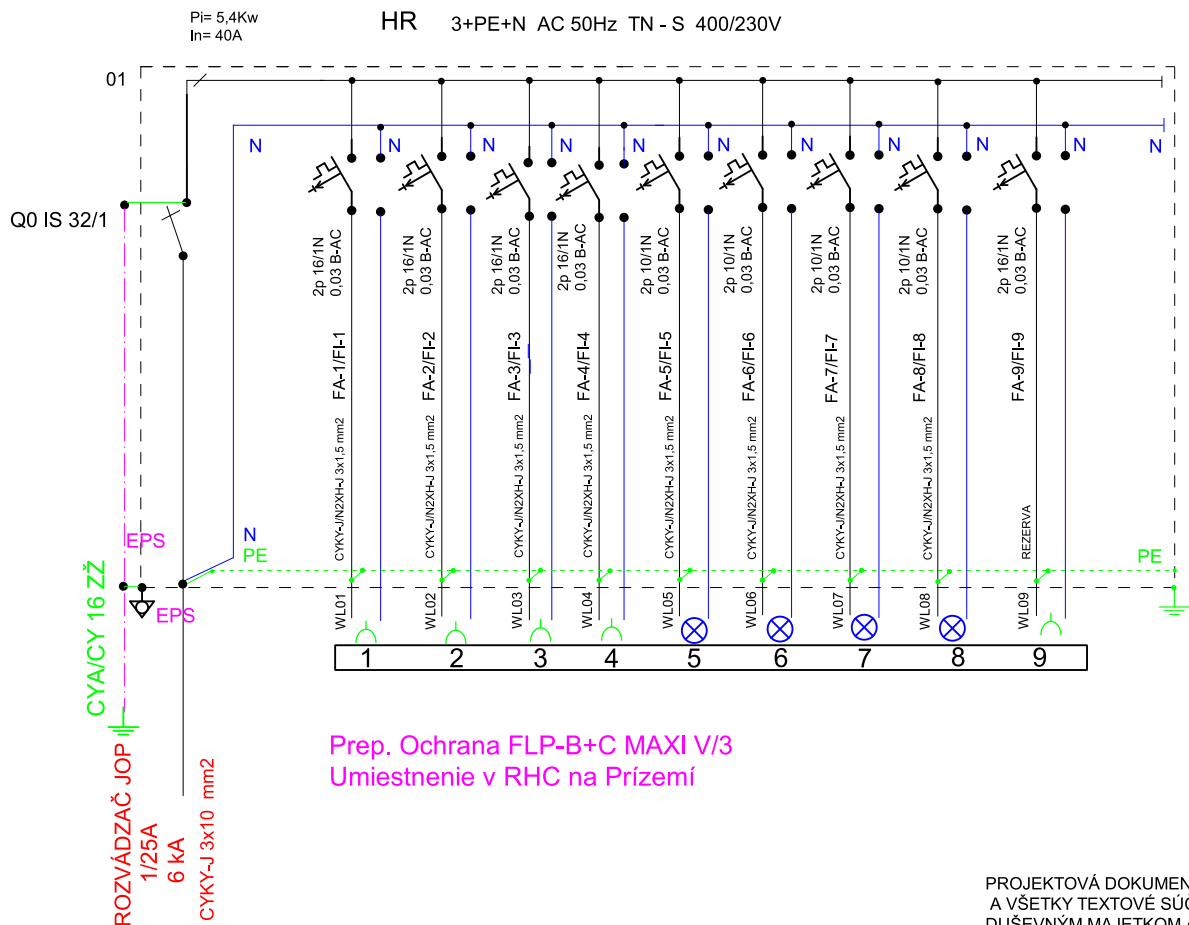 Pi= 5,4Kw
In= 40A
HR 3+PE+N AC 50Hz TN - S 400/230V
01
N N N N N N N N N N N
Q0 IS 32/1
2p 16/1N
0,03 B-AC
2p 16/1N
0,03 B-AC
2p 16/1N
0,03 B-AC
2p 16/1N
0,03 B-AC
2p 10/1N
0,03 B-AC
2p 10/1N
0,03 B-AC
2p 10/1N
0,03 B-AC
2p 10/1N
0,03 B-AC
2p 16/1N
0,03 B-AC
FA-1/FI-1
FA-2/FI-2
FA-3/FI-3
FA-4/FI-4
FA-5/FI-5
FA-6/FI-6
FA-7/FI-7
FA-8/FI-8
FA-9/FI-9
CYKY-J/N2XH-J 3x1,5 mm2
CYKY-J/N2XH-J 3x1,5 mm2
CYKY-J/N2XH-J 3x1,5 mm2
CYKY-J/N2XH-J 3x1,5 mm2
CYKY-J/N2XH-J 3x1,5 mm2
CYKY-J/N2XH-J 3x1,5 mm2
CYKY-J/N2XH-J 3x1,5 mm2
CYKY-J/N2XH-J 3x1,5 mm2
REZERVA
N
EPS
PE
PE
EPS
CYA/CY 16 ZŽ
WL01
WL02
WL03
WL04
WL05
WL06
WL07
WL08
WL09
1 2 3 4 5 6 7 8 9
Prep. Ochrana FLP-B+C MAXI V/3
Umiestnenie v RHC na Prízemí
ROZVÁDZAČ JOP
1/25A
6 kA
CYKY-J 3x10 mm2
PROJEKTOVÁ DOKUMEN
A VŠETKY TEXTOVÉ SÚČ
DUŠEVNÝM MAJETKOM